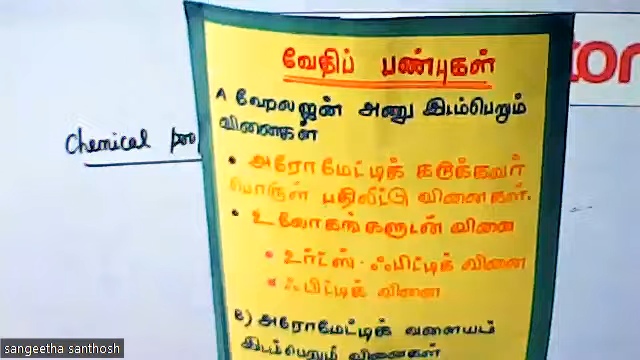 வேதிப் பண்புகள்
A ஹேலஜன் அணு இடம்பெறும்
வினைகள்
Chemical
• அரோமேட்டிக் கருக்கவர்
பொருள் பதிலீட்டு வினைகள்.
• உலோகங்களுடன் வினை
• உர்ட்ஸ் - ஃபிட்டிக் வினை
• ஃபிட்டிக் வினை
B) அரோமேட்டிக் வளையம்
இடம்பெறும் வினைகள்
sangeetha santhosh